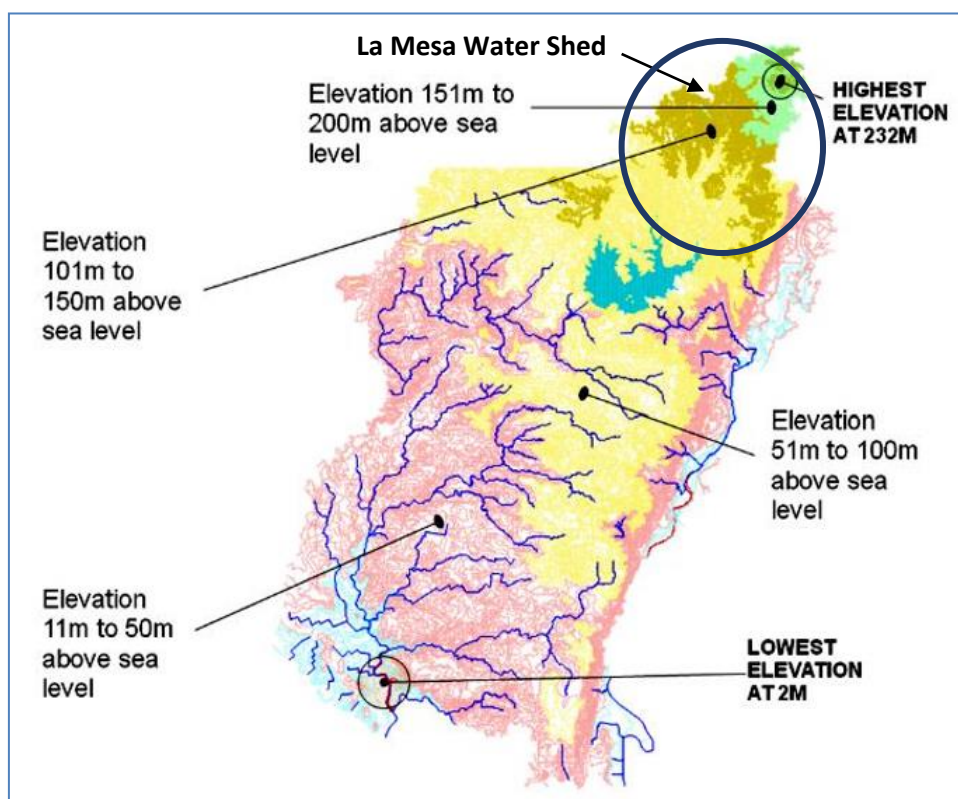 La Mesa Water Shed
Elevation 151m to
200m above sea
level
HIGHEST
ELEVATION
AT 232M
Elevation
101m to
150m above
sea level
Elevation
51m to 100m
above sea
level
Elevation
11m to 50m
above sea
level
LOWEST
ELEVATION
AT 2M